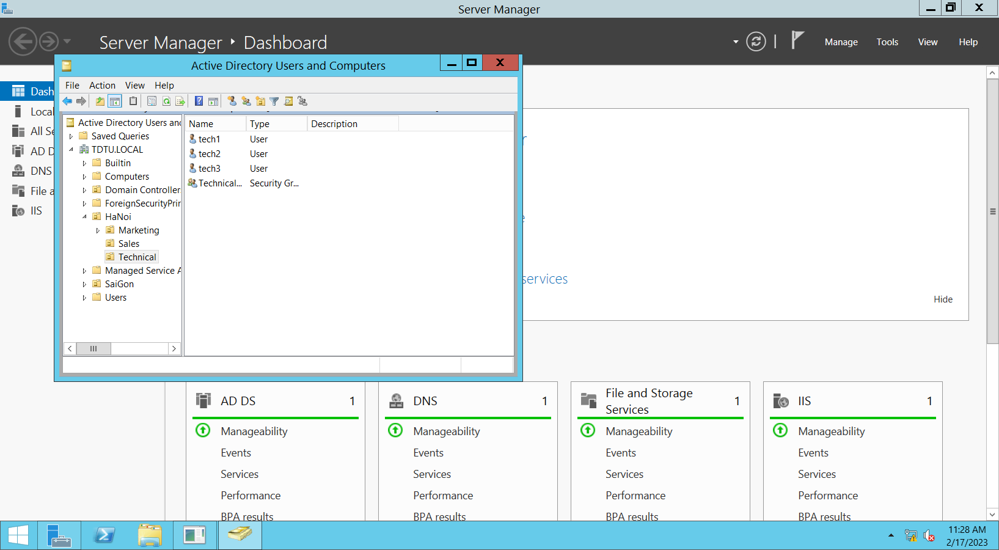 Server Manager
Server Manager ‣ Dashboard
Manage Tools View Help
Active Directory Users and Computers
File Action View Help
Dash
Local
All Se
AD D
DNS
File a
IIS
Active Directory Users and
Saved Queries
TDTU.LOCAL
Builtin
Computers
Domain Controller
ForeignSecurityPrin
HaNoi
Marketing
Sales
Technical
Managed Service A
SaiGon
Users
Name Type Description
tech1 User
tech2 User
tech3 User
Technical... Security Gr...
r
e
services
Hide
AD DS 1
Manageability
Events
Services
Performance
BPA results
DNS 1
Manageability
Events
Services
Performance
BPA results
File and Storage
Services 1
Manageability
Events
Services
Performance
BPA results
IIS 1
Manageability
Events
Services
Performance
BPA results
11:28 AM
2/17/2023